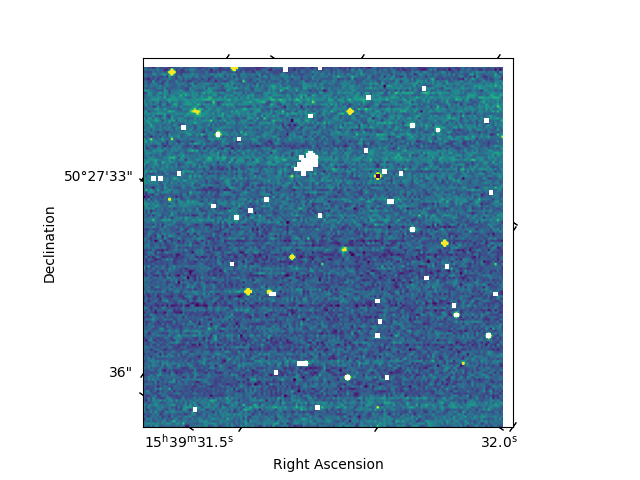 50°27'33"
36"
15ʰ39ᵐ31.5ˢ
32.0ˢ
Right Ascension
Declination